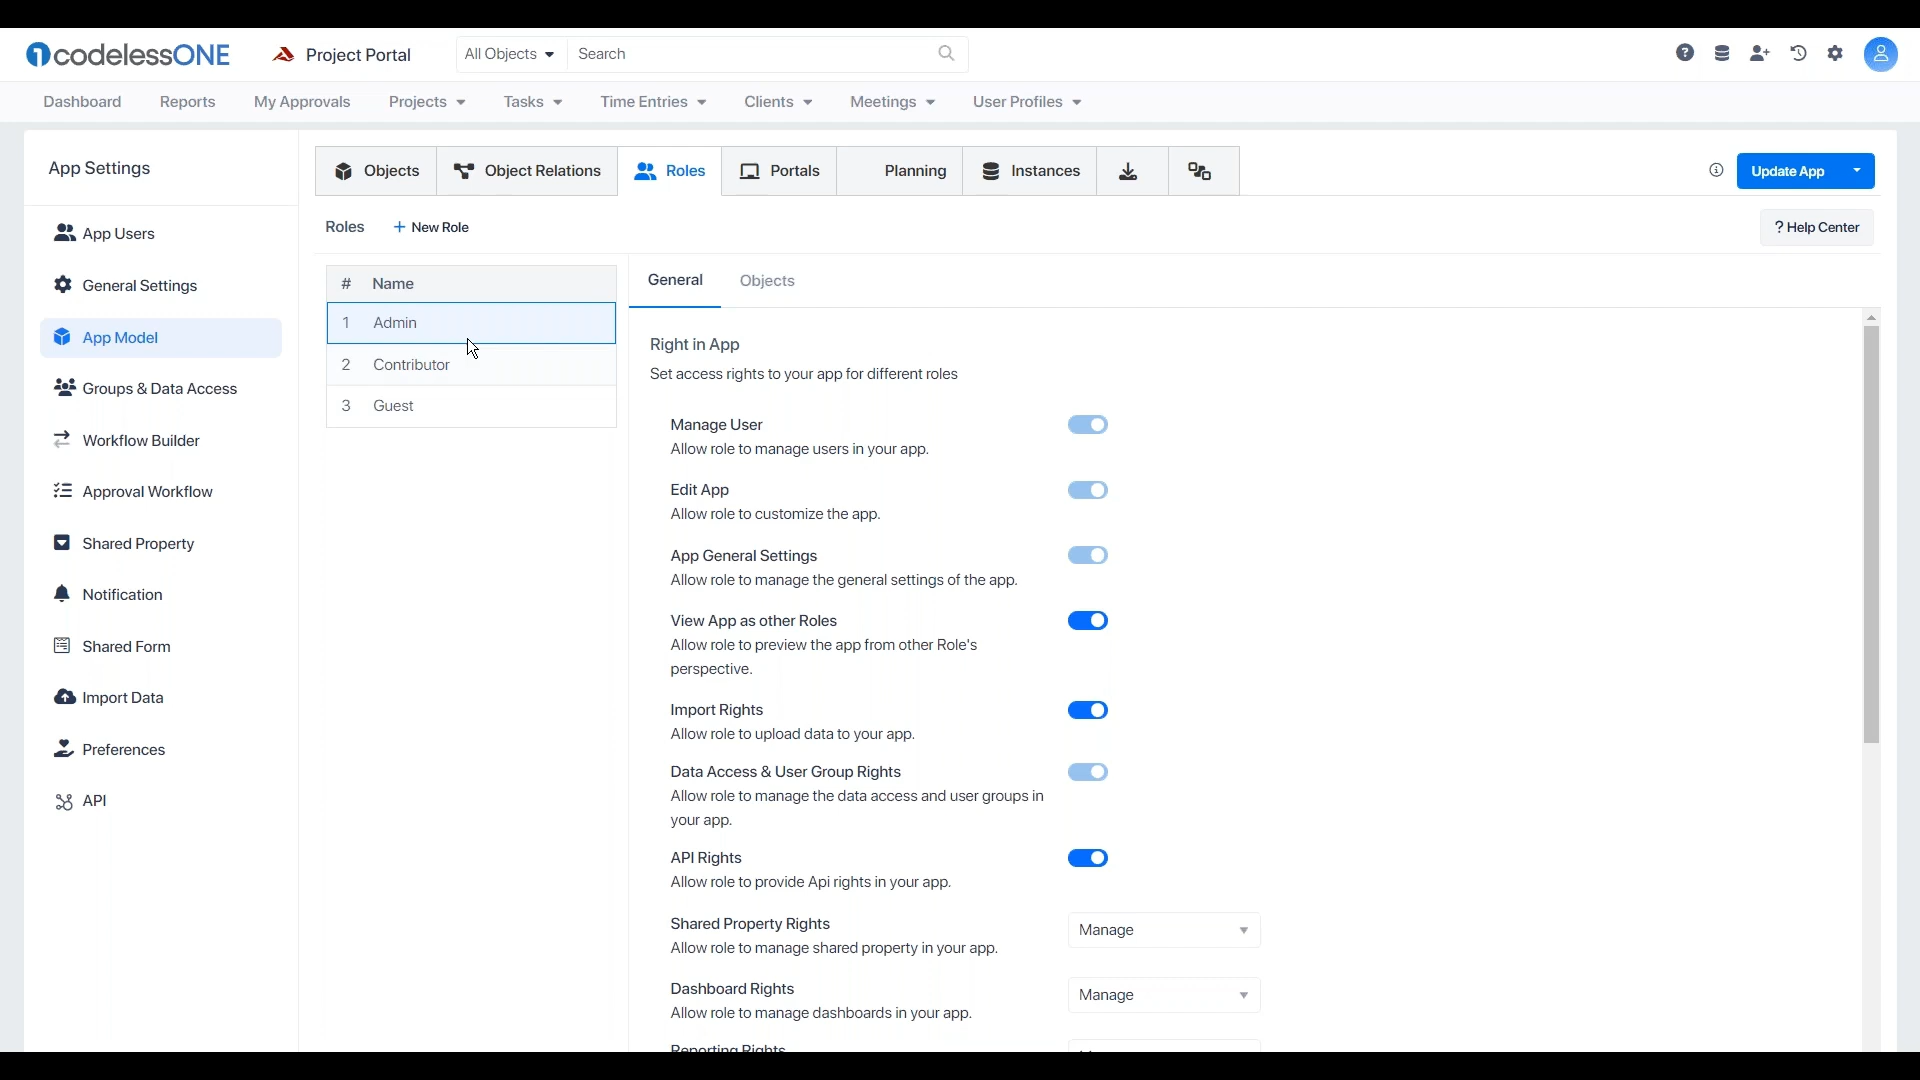 codelessONE
Project Portal
All Objects
Search
Dashboard
Reports
My Approvals
Projects
Tasks
Time Entries
Clients
Meetings
User Profiles
App Settings
App Users
General Settings
App Model
Groups & Data Access
Workflow Builder
Approval Workflow
Shared Property
Notification
Shared Form
Import Data
Preferences
API
Objects
Object Relations
Roles
Portals
Planning
Instances
Update App
Roles
+ New Role
? Help Center
# Name
1 Admin
2 Contributor
3 Guest
General
Objects
Right in App
Set access rights to your app for different roles
Manage User
Allow role to manage users in your app.
Edit App
Allow role to customize the app.
App General Settings
Allow role to manage the general settings of the app.
View App as other Roles
Allow role to preview the app from other Role's
perspective.
Import Rights
Allow role to upload data to your app.
Data Access & User Group Rights
Allow role to manage the data access and user groups in
your app.
API Rights
Allow role to provide Api rights in your app.
Shared Property Rights
Manage
Allow role to manage shared property in your app.
Dashboard Rights
Manage
Allow role to manage dashboards in your app.
Reporting Rights